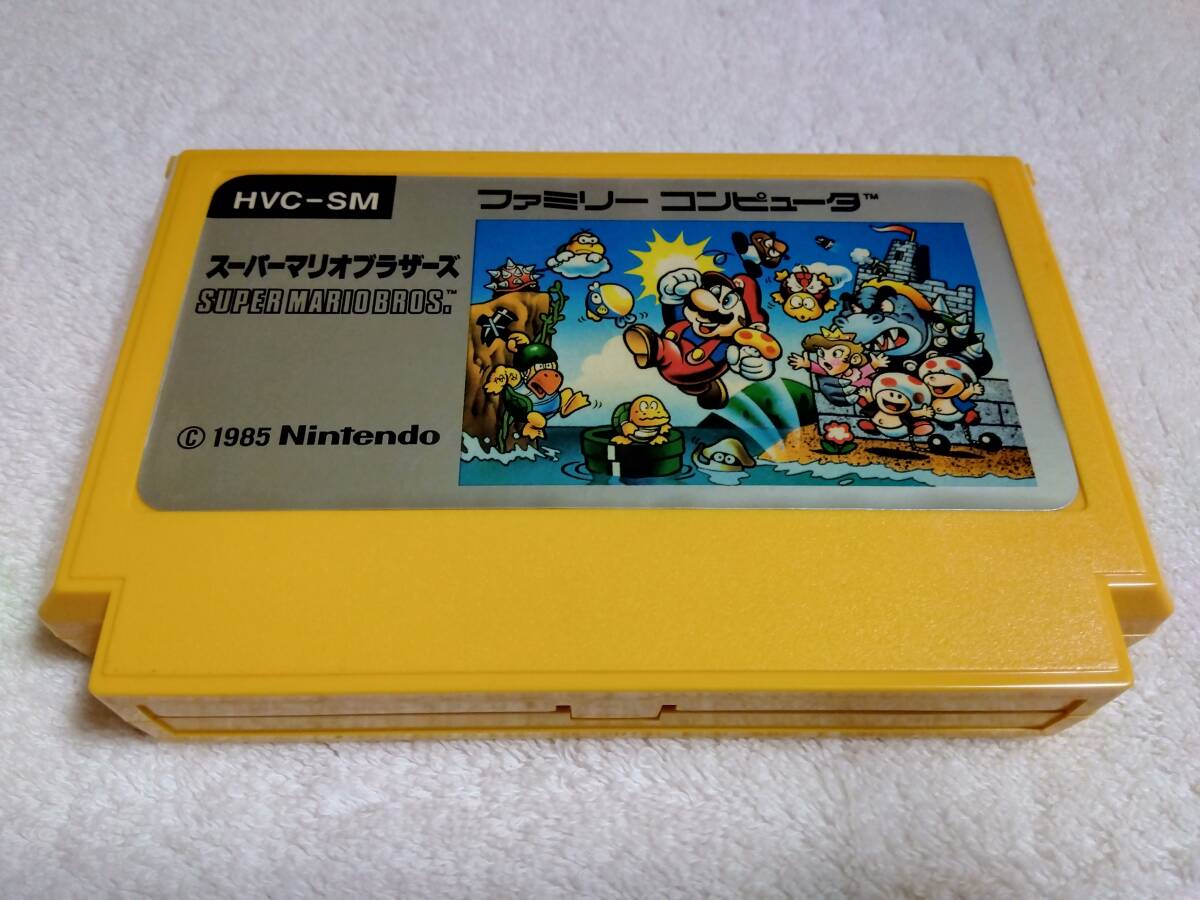 HVC-SM
ファミリー コンピュータ™
スーパーマリオブラザーズ
SUPER MARIO BROS.™
© 1985 Nintendo